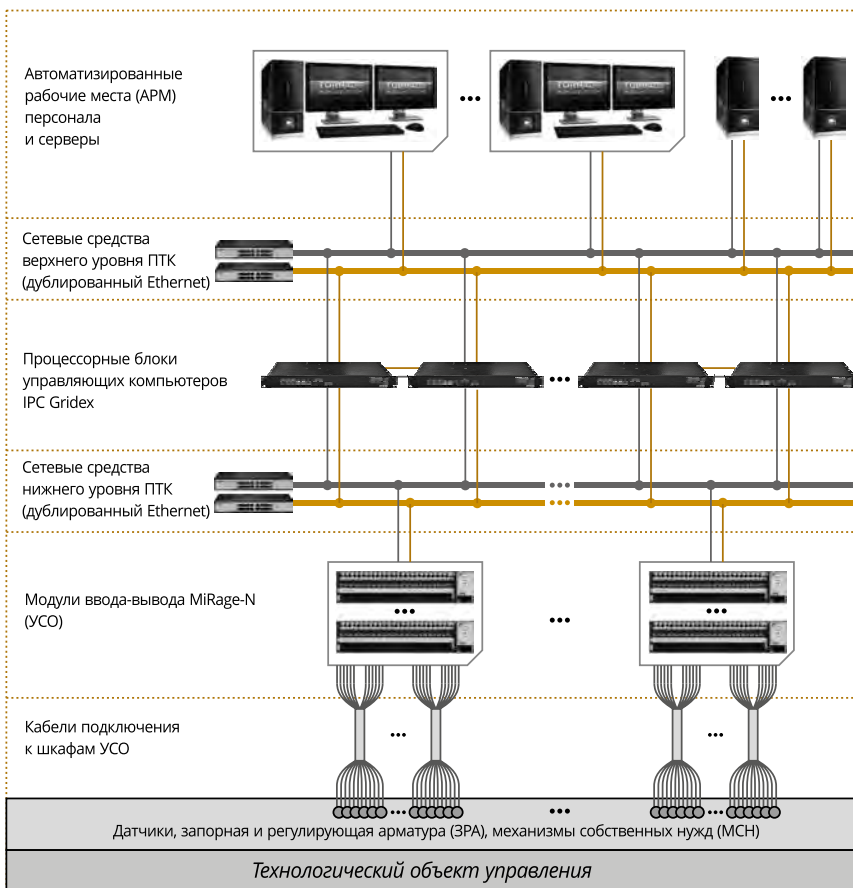 Автоматизированные
рабочие места (АРМ)
персонала
и серверы
Сетевые средства
верхнего уровня ПТК
(дублированный Ethernet)
Процессорные блоки
управляющих компьютеров
IPC Gridex
Сетевые средства
нижнего уровня ПТК
(дублированный Ethernet)
Модули ввода-вывода MiRage-N
(УСО)
Кабели подключения
к шкафам УСО
Датчики, запорная и регулирующая арматура (ЗРА), механизмы собственных нужд (МСН)
Технологический объект управления